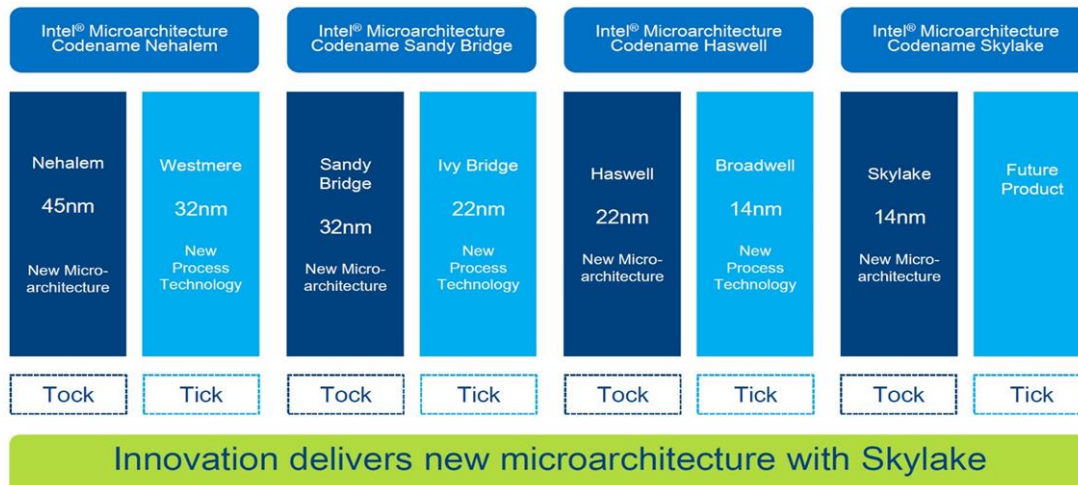 Intel® Microarchitecture
Codename Nehalem
Intel® Microarchitecture
Codename Sandy Bridge
Intel® Microarchitecture
Codename Haswell
Intel® Microarchitecture
Codename Skylake
Nehalem
45nm
New Micro-
architecture
Westmere
32nm
New
Process
Technology
Sandy
Bridge
32nm
New Micro-
architecture
Ivy Bridge
22nm
New
Process
Technology
Haswell
22nm
New Micro-
architecture
Broadwell
14nm
New
Process
Technology
Skylake
14nm
New Micro-
architecture
Future
Product
Tock
Tick
Tock
Tick
Tock
Tick
Tock
Tick
Innovation delivers new microarchitecture with Skylake